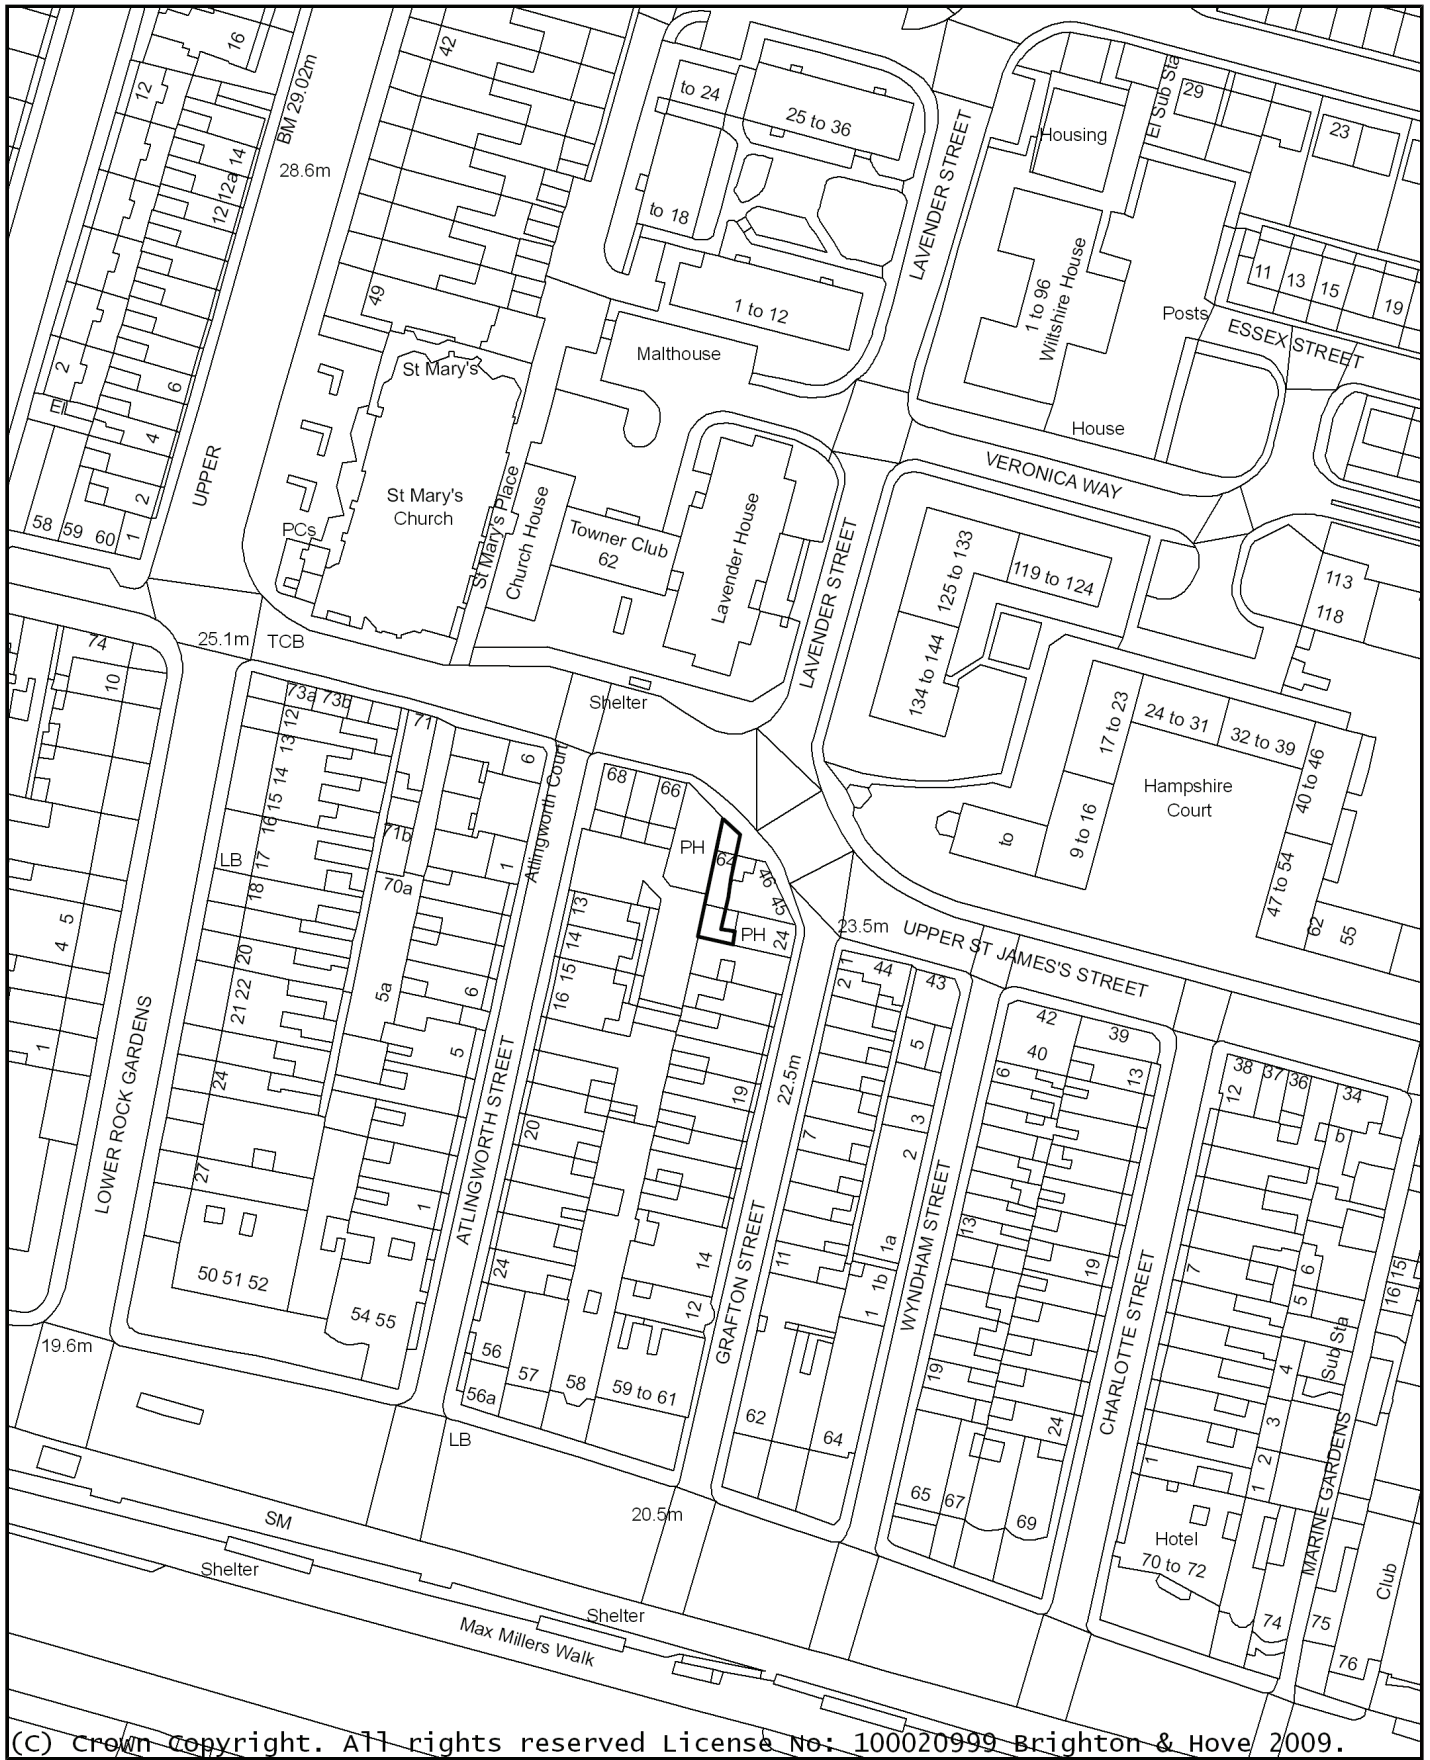 16
BM 29.02m
42
to 24
25 to 36
LAVENDER STREET
Housing
El Sub Sta
29
23
12
14
12a
12
28.6m
to 18
1 to 12
1 to 96
Wiltshire House
Posts
11
13
15
19
ESSEX STREET
49
Malthouse
St Mary's
2
6
El
4
2
UPPER
House
VERONICA WAY
58
59
60
1
PCs
St Mary's
Church
St Mary's Place
Church House
Towner Club
62
Lavender House
LAVENDER STREET
125 to 133
119 to 124
113
118
134 to 144
74
10
25.1m
TCB
Shelter
73a
73b
71
12
13
14
15
16
17
18
LB
71b
70a
6
1
Atlingworth Court
68
66
PH
64
46
45
PH
24
17 to 23
24 to 31
32 to 39
40 to 46
Hampshire
Court
to
9 to 16
47 to 54
62
55
5
4
1
20
21 22
24
27
5a
6
5
1
13
14
15
16
20
24
23.5m
UPPER ST JAMES'S STREET
1
2
44
43
5
3
2
42
40
39
6
13
38
37
36
34
12
b
LOWER ROCK GARDENS
ATLINGWORTH STREET
22.5m
19
14
12
7
11
GRAFTON STREET
1a
1b
1
WYNDHAM STREET
13
19
19
24
CHARLOTTE STREET
7
1
6
5
4
3
2
1
15
16
Sub Sta
MARINE GARDENS
50 51 52
54 55
19.6m
56
56a
57
58
59 to 61
62
64
65
67
69
Hotel
70 to 72
74
75
76
Club
LB
SM
20.5m
Shelter
Shelter
Max Millers Walk
(C) Crown Copyright. All rights reserved License No: 100020999 Brighton & Hove 2009.